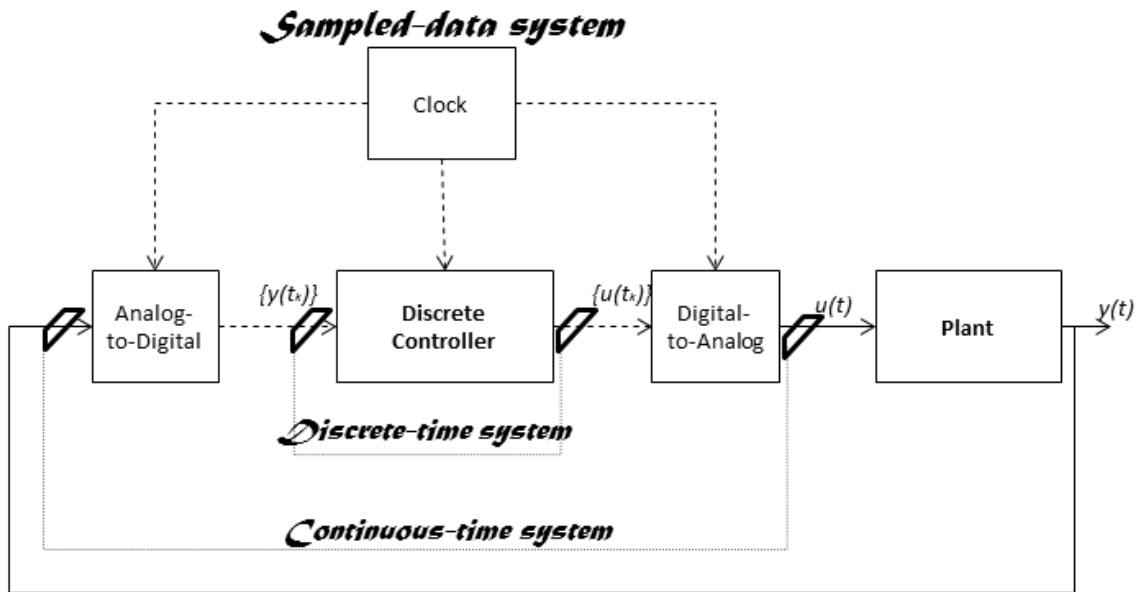 Sampled-data system
Clock
{y(tₖ)}
{u(tₖ)}
Analog-
to-Digital
Discrete
Controller
Digital-
to-Analog
u(t)
Plant
y(t)
Discrete-time system
Continuous-time system